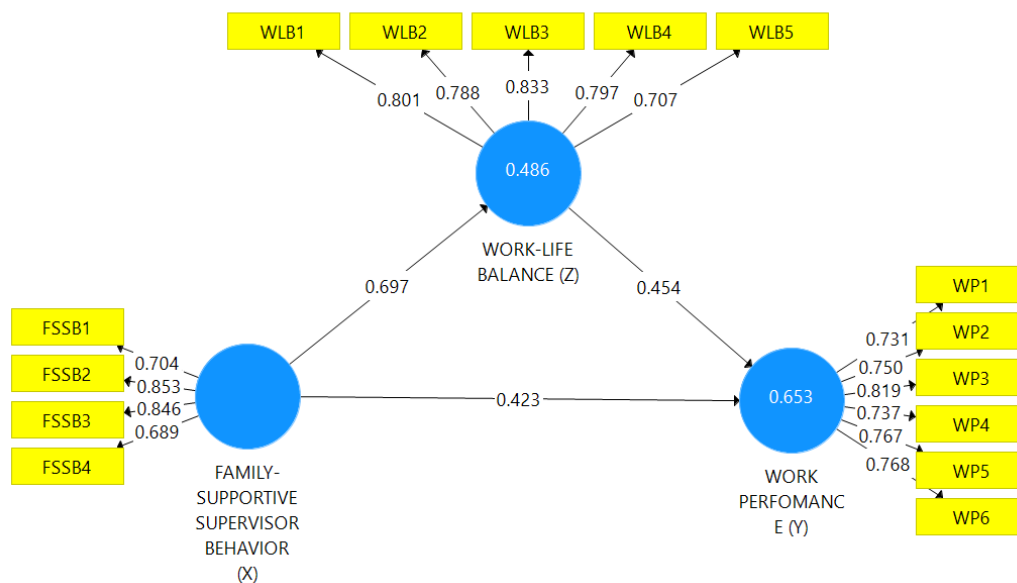 WLB1 WLB2 WLB3 WLB4 WLB5
0.801 0.788 0.833 0.797 0.707
0.486
WORK-LIFE
BALANCE (Z)
0.697
0.454
FSSB1
FSSB2
FSSB3
FSSB4
0.704
0.853
0.846
0.689
FAMILY-
SUPPORTIVE
SUPERVISOR
BEHAVIOR
(X)
0.423
0.653
WORK
PERFOMANC
E (Y)
0.731
0.750
0.819
0.737
0.767
0.768
WP1
WP2
WP3
WP4
WP5
WP6